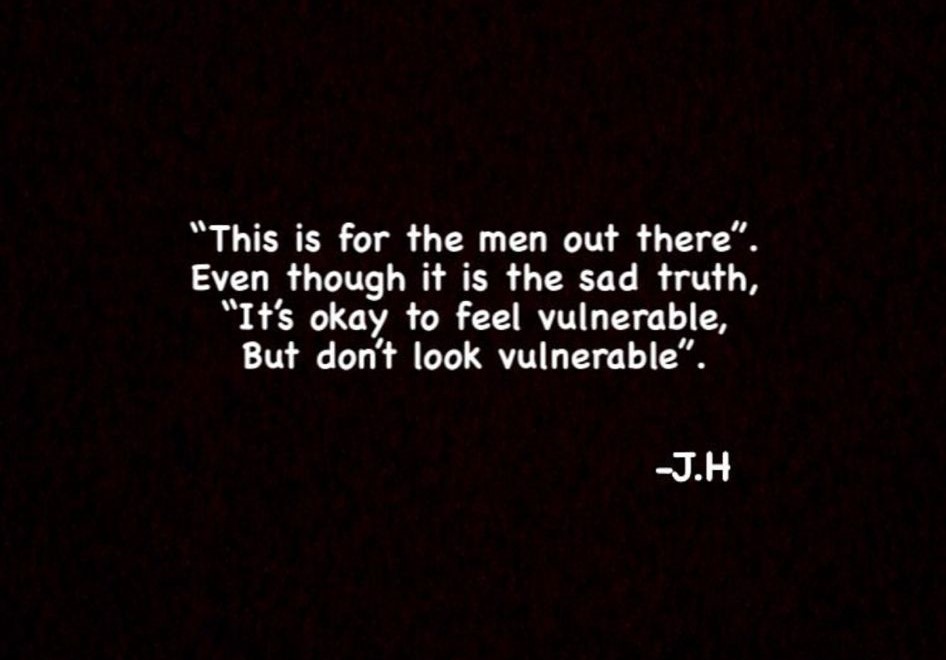 “This is for the men out there”.
Even though it is the sad truth,
“It’s okay to feel vulnerable,
But don’t look vulnerable”.
-J.H